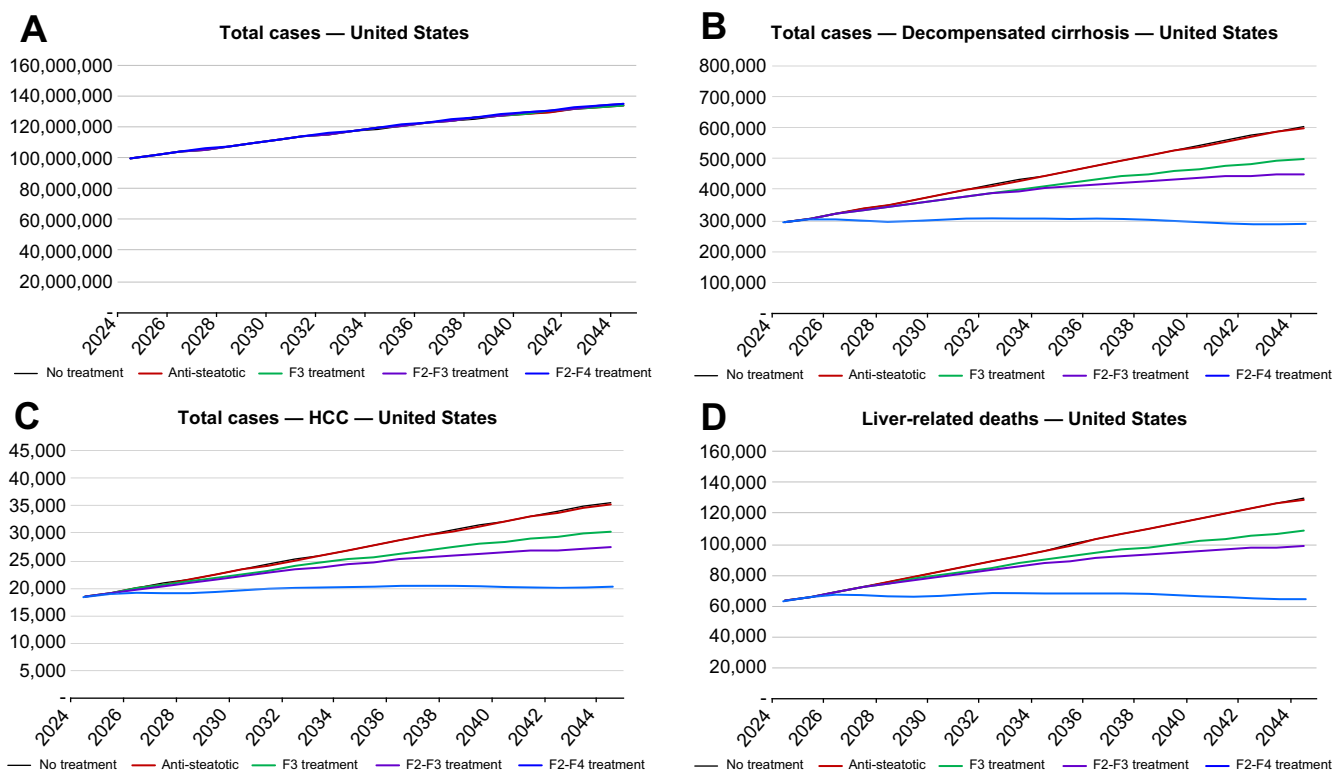 A
Total cases — United States
160,000,000
140,000,000
120,000,000
100,000,000
80,000,000
60,000,000
40,000,000
20,000,000
-
2024 2026 2028 2030 2032 2034 2036 2038 2040 2042 2044
No treatment Anti-steatotic F3 treatment F2-F3 treatment F2-F4 treatment
B
Total cases — Decompensated cirrhosis — United States
800,000
700,000
600,000
500,000
400,000
300,000
200,000
100,000
-
2024 2026 2028 2030 2032 2034 2036 2038 2040 2042 2044
No treatment Anti-steatotic F3 treatment F2-F3 treatment F2-F4 treatment
C
Total cases — HCC — United States
45,000
40,000
35,000
30,000
25,000
20,000
15,000
10,000
5,000
-
2024 2026 2028 2030 2032 2034 2036 2038 2040 2042 2044
No treatment Anti-steatotic F3 treatment F2-F3 treatment F2-F4 treatment
D
Liver-related deaths — United States
160,000
140,000
120,000
100,000
80,000
60,000
40,000
20,000
-
2024 2026 2028 2030 2032 2034 2036 2038 2040 2042 2044
No treatment Anti-steatotic F3 treatment F2-F3 treatment F2-F4 treatment